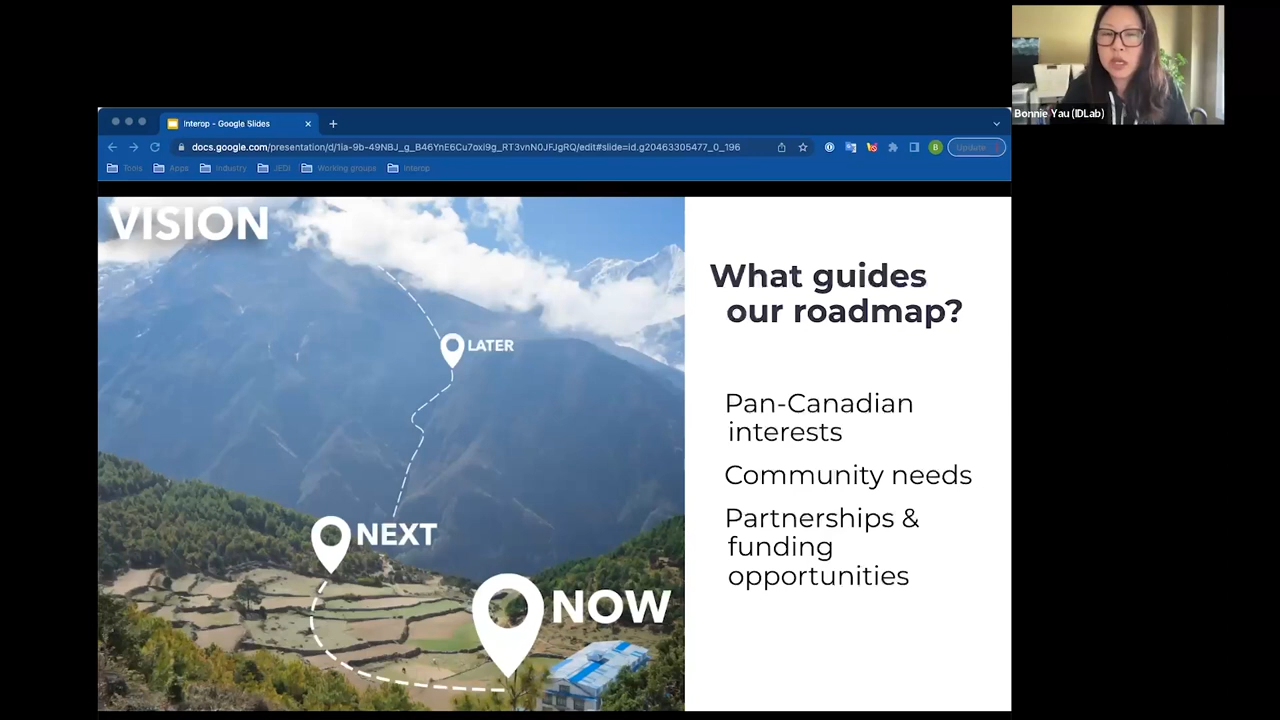 Bonnie Yau (IDLab)
Interop - Google Slides
docs.google.com/presentation/d/1ia-9b-49NBJ_g_B46YnE6Cu7oxi9g_RT3vnN0JFJgRQ/edit#slide=id.g20463305477_0_196
B
Update
Tools Apps Industry JEDI Working groups Interop
VISION
LATER
NEXT
NOW
What guides
our roadmap?
Pan-Canadian
interests
Community needs
Partnerships &
funding
opportunities